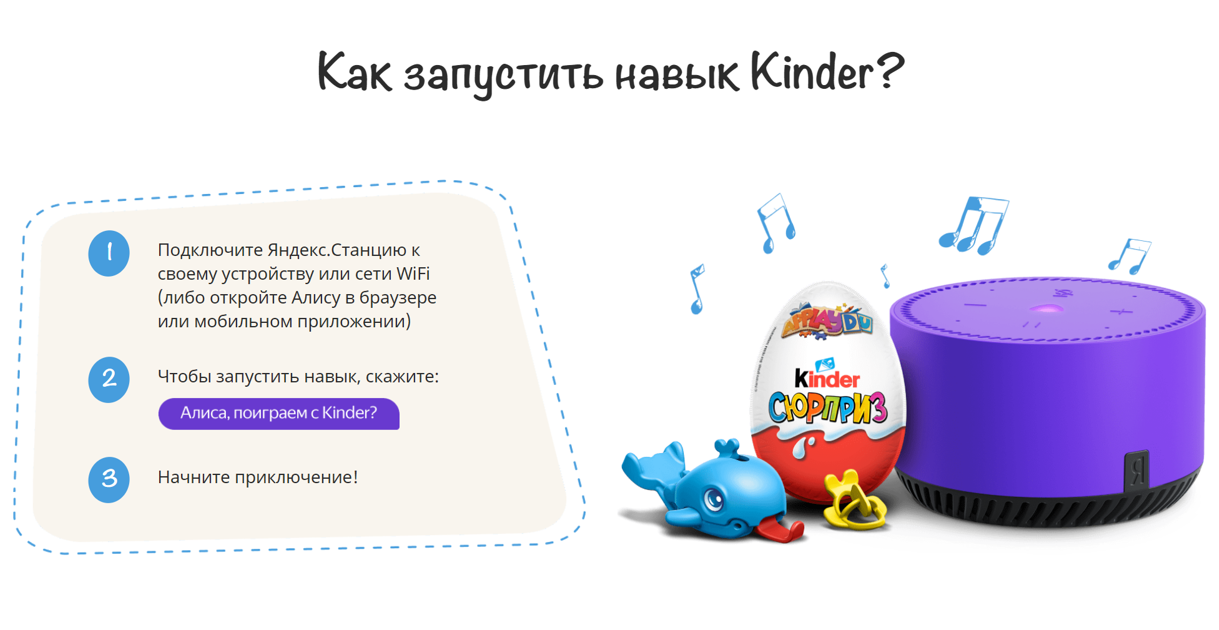 Как запустить навык Kinder?
1
Подключите Яндекс.Станцию к
своему устройству или сети WiFi
(либо откройте Алису в браузере
или мобильном приложении)
2
Чтобы запустить навык, скажите:
Алиса, поиграем с Kinder?
3
Начните приключение!
APPLAYDU
Kinder
СЮРПРИЗ
Я